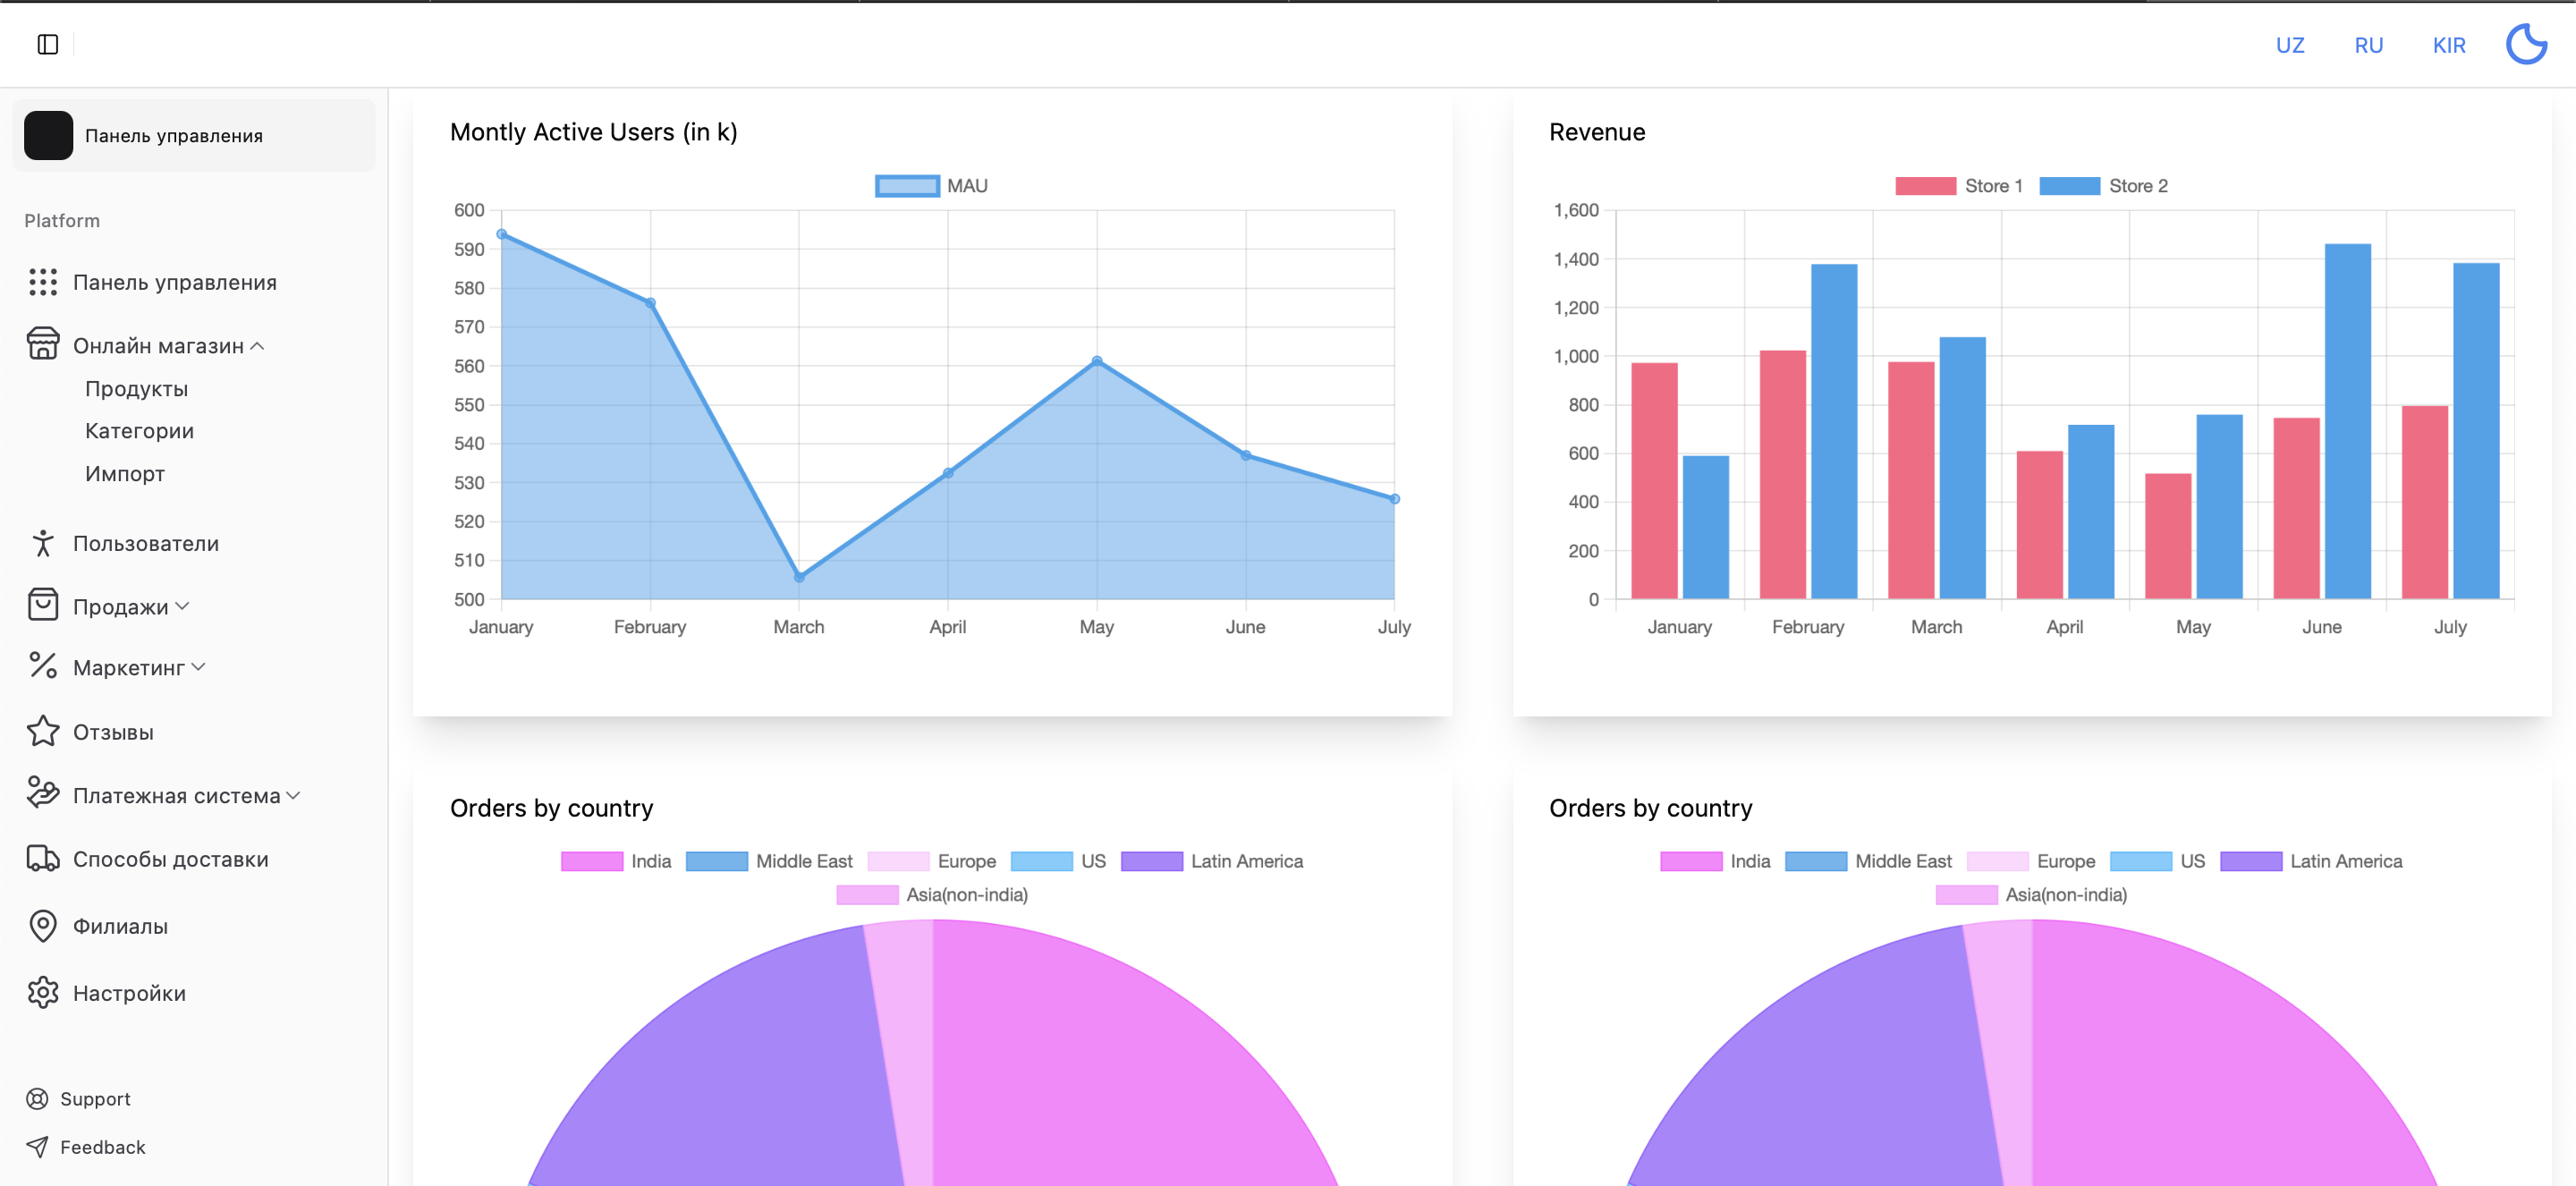 UZ RU KIR
Панель управления
Platform
Панель управления
Онлайн магазин
Продукты
Категории
Импорт
Пользователи
Продажи
Маркетинг
Отзывы
Платежная система
Способы доставки
Филиалы
Настройки
Support
Feedback
Montly Active Users (in k)
MAU
600
590
580
570
560
550
540
530
520
510
500
January February March April May June July
Revenue
Store 1 Store 2
1,600
1,400
1,200
1,000
800
600
400
200
0
January February March April May June July
Orders by country
India Middle East Europe US Latin America
Asia(non-india)
Orders by country
India Middle East Europe US Latin America
Asia(non-india)